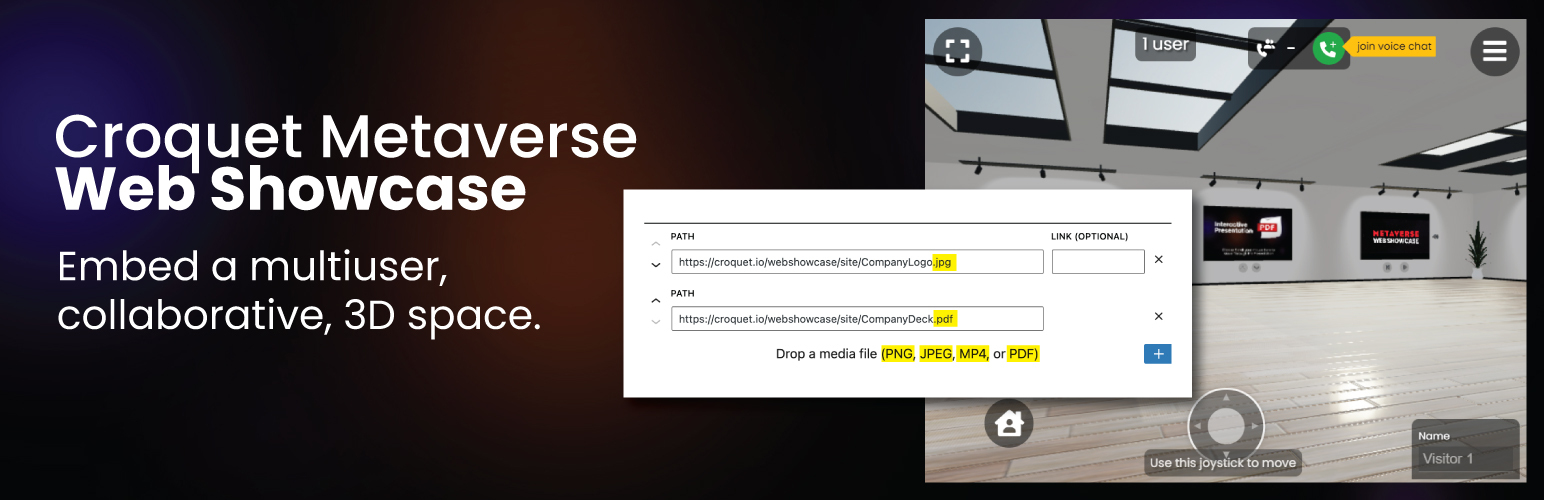 Croquet Metaverse
Web Showcase
Embed a multiuser,
collaborative, 3D space.
1 user
-
join voice chat
Interactive
Presentation
PDF
METAVERSE
WEB SHOWCASE
PATH
LINK (OPTIONAL)
https://croquet.io/webshowcase/site/CompanyLogo.jpg
PATH
https://croquet.io/webshowcase/site/CompanyDeck.pdf
Drop a media file (PNG, JPEG, MP4, or PDF)
+
Use this joystick to move
Name
Visitor 1